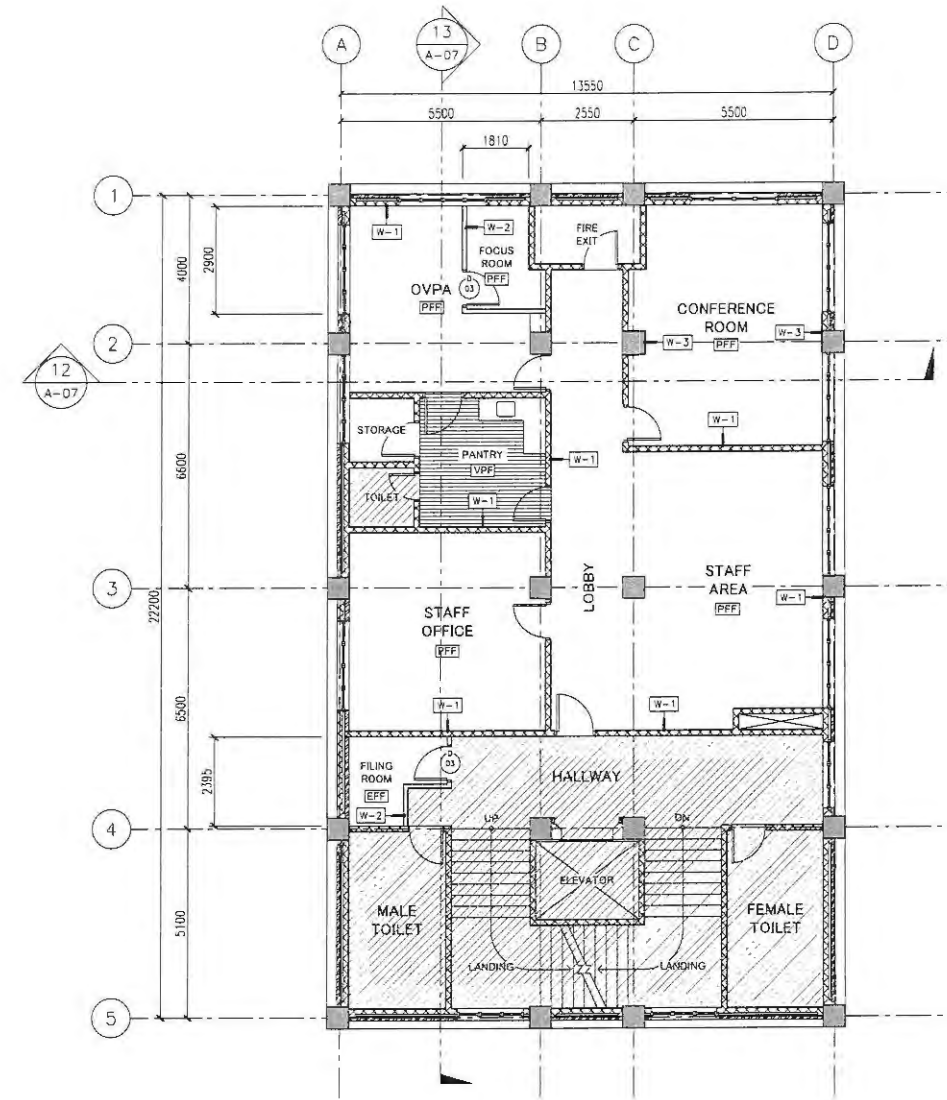 13
A-07
A
B
C
D
13550
5500
2550
5500
1810
1
W-1
W-2
FIRE
EXIT
FOCUS
ROOM
PFF
D
03
OVPA
PFF
2900
4000
CONFERENCE
ROOM
PFF
W-3
W-3
2
12
A-07
W-1
STORAGE
PANTRY
VPF
W-1
TOILET
W-1
6600
3
22200
LOBBY
STAFF
AREA
PFF
W-1
STAFF
OFFICE
PFF
W-1
W-1
6500
2395
FILING
ROOM
EFF
W-2
D
03
HALLWAY
4
UP
DN
ELEVATOR
MALE
TOILET
FEMALE
TOILET
5100
LANDING
LANDING
5